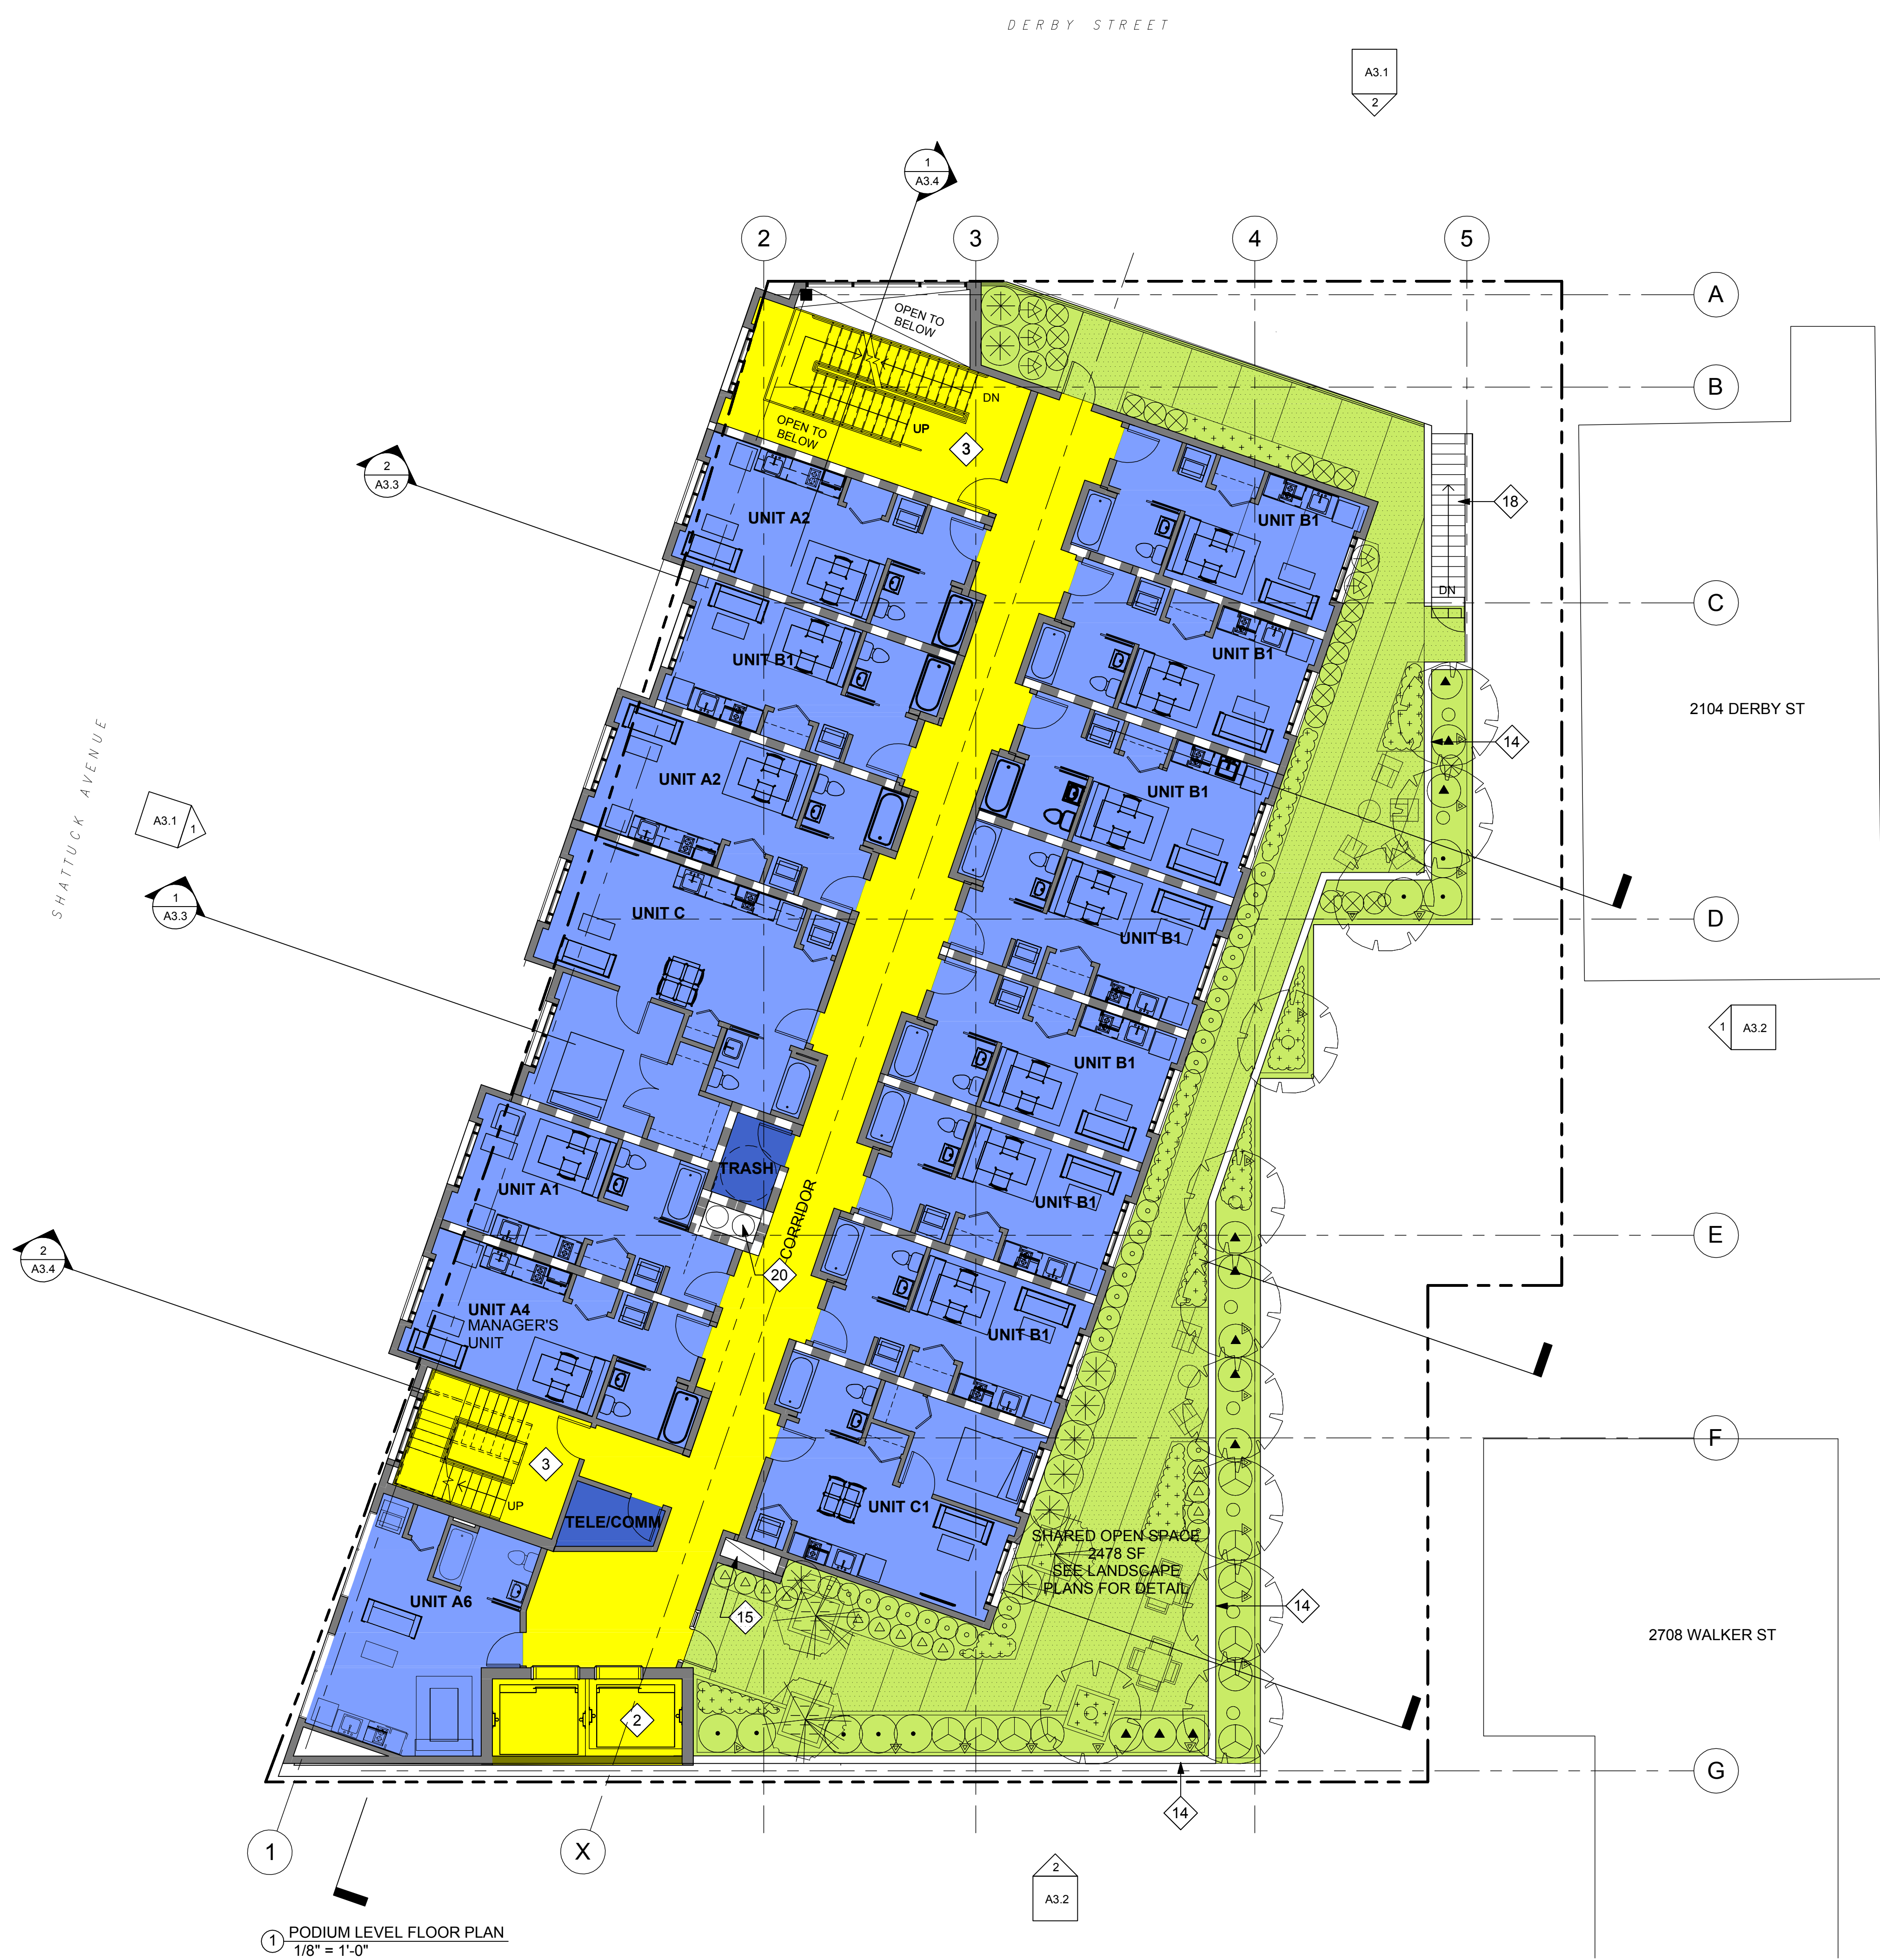 DERBY STREET
A3.1
2
1
A3.4
2
3
4
5
A
OPEN TO
BELOW
B
DN
OPEN TO
BELOW
UP
3
2
A3.3
18
UNIT A2
UNIT B1
DN
C
UNIT B1
UNIT B1
2104 DERBY ST
14
SHATTUCK AVENUE
UNIT A2
UNIT B1
A3.1
1
1
A3.3
UNIT C
D
UNIT B1
1
A3.2
UNIT B1
TRASH
UNIT A1
UNIT B1
CORRIDOR
E
2
A3.4
20
UNIT A4
MANAGER'S
UNIT
UNIT B1
F
3
UP
UNIT C1
TELE/COMM
SHARED OPEN SPACE
2478 SF
SEE LANDSCAPE
PLANS FOR DETAIL
UNIT A6
15
14
2708 WALKER ST
2
G
14
1
X
2
A3.2
1
PODIUM LEVEL FLOOR PLAN
1/8" = 1'-0"